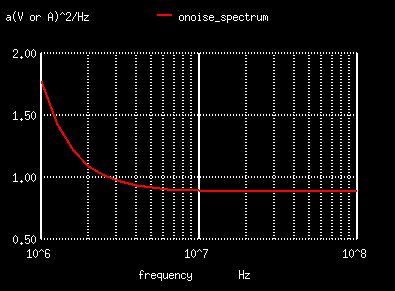 a(V or A)^2/Hz onoise_spectrum
2.00
1.50
1.00
0.50
10^6 10^7 10^8
frequency Hz